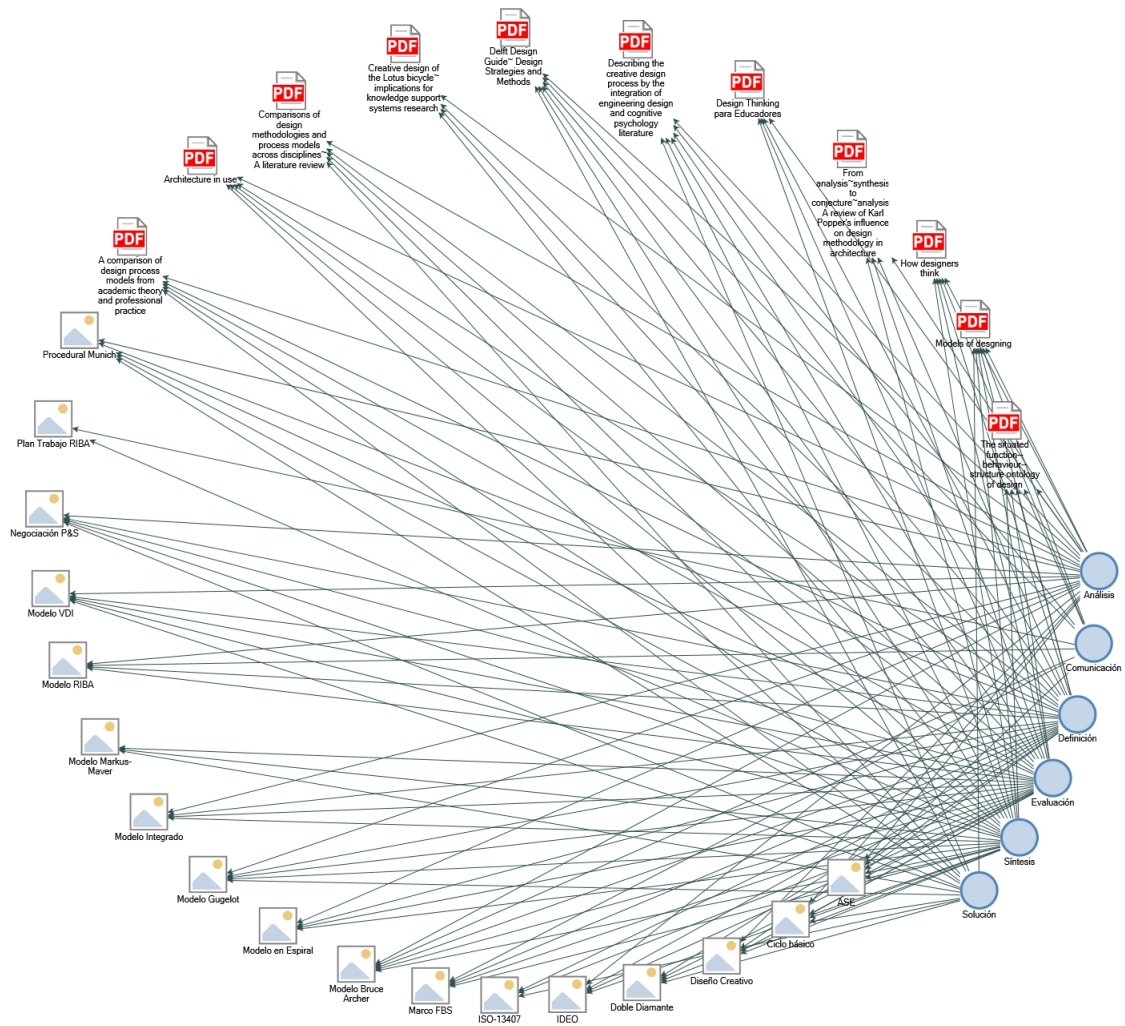 PDF
Delft Design
Guide~ Design
Strategies and
Methods
PDF
Creative design of
the Lotus bicycle~
implications for
knowledge support
systems research
PDF
Describing the
creative design
process by the
integration of
engineering design
and cognitive
psychology
literature
PDF
Design Thinking
para Educadores
PDF
Comparisons of
design
methodologies and
process models
across disciplines~
A literature review
PDF
Architecture in use
PDF
From
analysis~synthesis
to
conjecture~analysis
A review of Karl
Popper's influence
on design
methodology in
architecture
PDF
A comparison of
design process
models from
academic theory
and professional
practice
PDF
How designers
think
PDF
Models of desgning
Procedural Munich
PDF
The situated
function–
behaviour–
structure ontology
of design
Plan Trabajo RIBA
Negociación P&S
Análisis
Modelo VDI
Comunicación
Modelo RIBA
Definición
Modelo Markus-
Maver
Evaluación
Modelo Integrado
Síntesis
Modelo Gugelot
ASE
Solución
Modelo en Espiral
Ciclo básico
Modelo Bruce
Archer
Diseño Creativo
Marco FBS
Doble Diamante
ISO-13407
IDEO